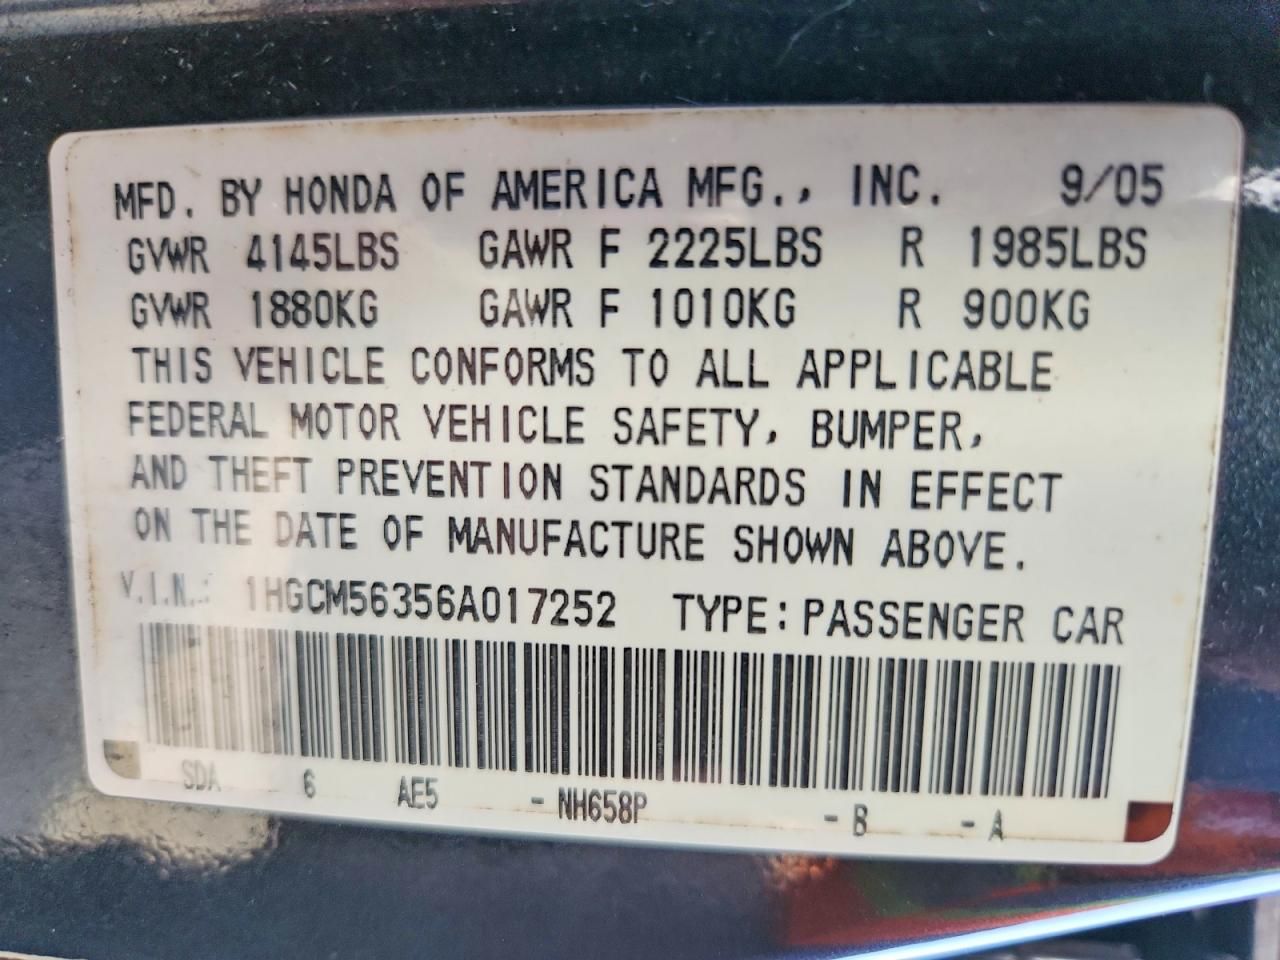 MFD. BY HONDA OF AMERICA MFG., INC. 9/05
GVWR 4145LBS GAWR F 2225LBS R 1985LBS
GVWR 1880KG GAWR F 1010KG R 900KG
THIS VEHICLE CONFORMS TO ALL APPLICABLE
FEDERAL MOTOR VEHICLE SAFETY, BUMPER,
AND THEFT PREVENTION STANDARDS IN EFFECT
ON THE DATE OF MANUFACTURE SHOWN ABOVE.
V.I.N.: 1HGCM56356A017252 TYPE: PASSENGER CAR
SDA 6 AE5 - NH658P - B - A